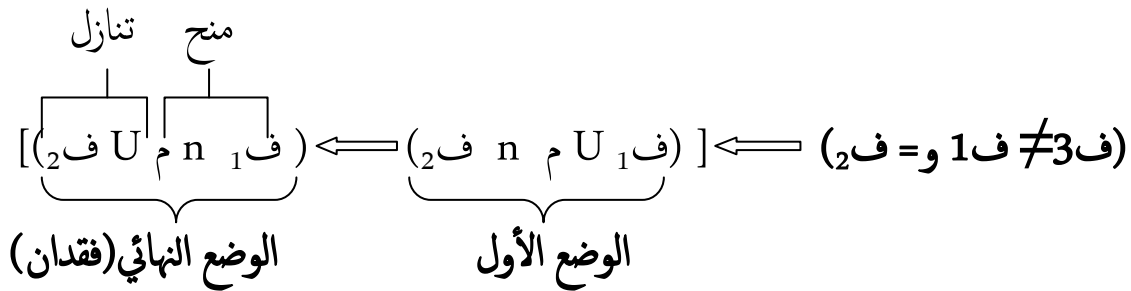 منح تنازل
(ف3≠ ف1 و= ف2) ⇐ [ (ف1 U م n ف2) ⇐ ( ف1 n م U ف2)]
الوضع الأول الوضع النهائي(فقدان)